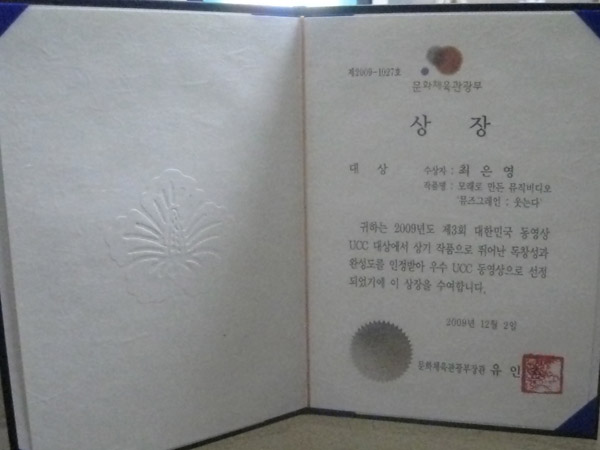 제2009-1027호
문화체육관광부
상 장
대 상 수상자 : 최 은 영
작품명 : 모래로 만든 뮤직비디오
'뮤즈그레인 : 웃는다'
귀하는 2009년도 제3회 대한민국 동영상
UCC 대상에서 상기 작품으로 뛰어난 독창성과
완성도를 인정받아 우수 UCC 동영상으로 선정
되었기에 이 상장을 수여합니다.
2009년 12월 2일
문화체육관광부장관 유 인